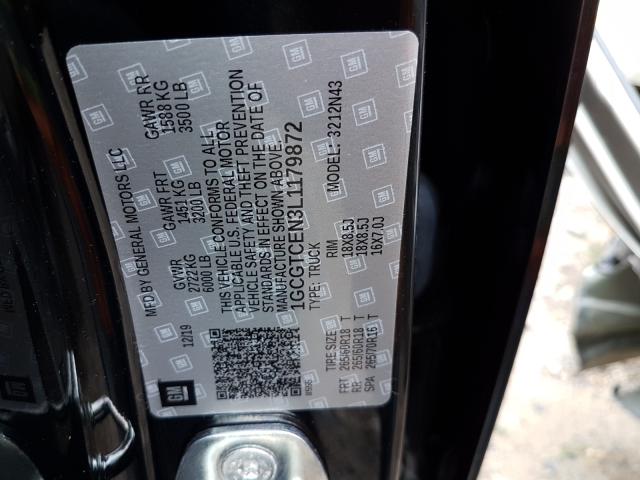 MFD BY GENERAL MOTORS LLC
12/19
GVWR GAWR FRT GAWR RR
2722 KG 1451 KG 1588 KG
6000 LB 3200 LB 3500 LB
THIS VEHICLE CONFORMS TO ALL
APPLICABLE U.S. FEDERAL MOTOR
VEHICLE SAFETY AND THEFT PREVENTION
STANDARDS IN EFFECT ON THE DATE OF
MANUFACTURE SHOWN ABOVE.
1GCGTCEN3L1179872
TYPE: TRUCK MODEL: 3212N43
TIRE SIZE RIM
FRT 265/60R18 T 18X8.5J
RR 265/60R18 T 18X8.5J
SPA 265/70R16 T 16X7.0J
GM